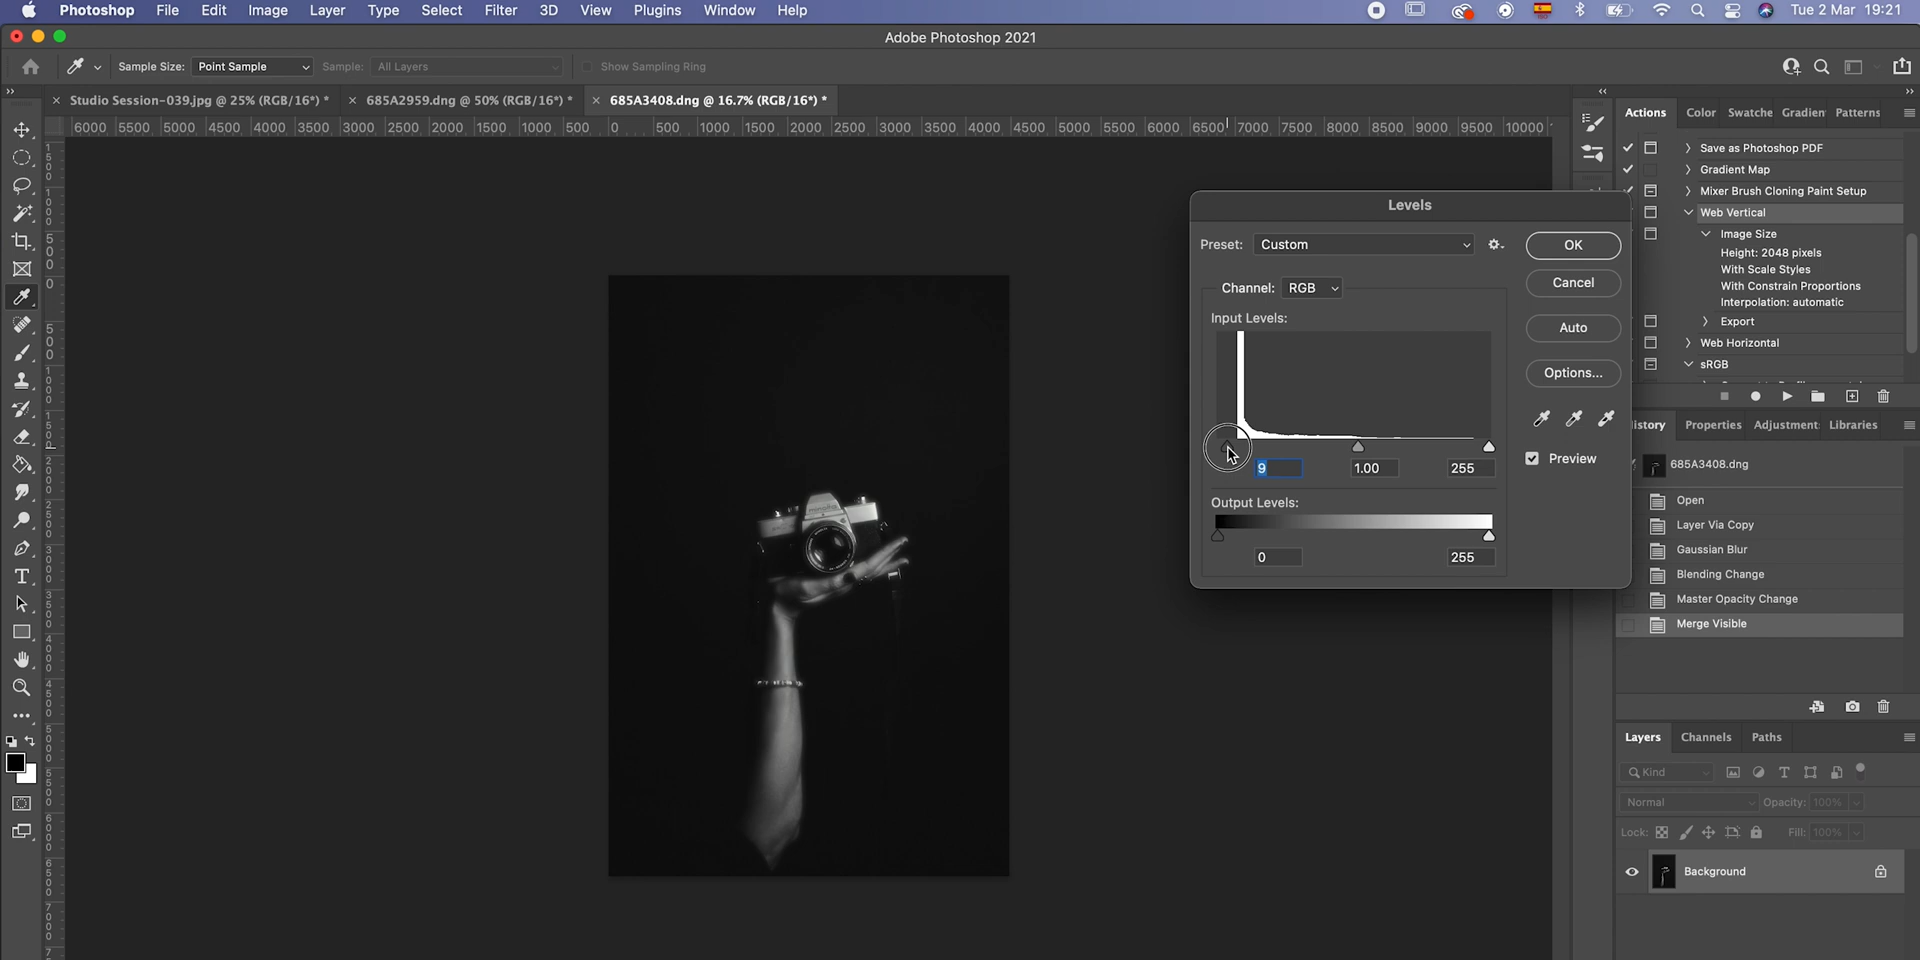 Photoshop File Edit Image Layer Type Select Filter 3D View Plugins Window Help Tue 2 Mar 19:21
Adobe Photoshop 2021
Sample Size: Point Sample Sample: All Layers Show Sampling Ring
Studio Session-039.jpg @ 25% (RGB/16*) * 685A2959.dng @ 50% (RGB/16*) * 685A3408.dng @ 16.7% (RGB/16*) *
6000 5500 5000 4500 4000 3500 3000 2500 2000 1500 1000 500 0 500 1000 1500 2000 2500 3000 3500 4000 4500 5000 5500 6000 6500 7000 7500 8000 8500 9000 9500 10000
Actions Color Swatche Gradien Patterns
Save as Photoshop PDF
Gradient Map
Mixer Brush Cloning Paint Setup
Web Vertical
Image Size
Height: 2048 pixels
With Scale Styles
With Constrain Proportions
Interpolation: automatic
Export
Web Horizontal
sRGB
Levels
Preset: Custom
OK
Cancel
Channel: RGB
Input Levels:
Auto
Options...
Preview
9 1.00 255
Output Levels:
0 255
minolta
istory Properties Adjustment Libraries
685A3408.dng
Open
Layer Via Copy
Gaussian Blur
Blending Change
Master Opacity Change
Merge Visible
Layers Channels Paths
Kind
Normal Opacity: 100%
Lock: Fill: 100%
Background